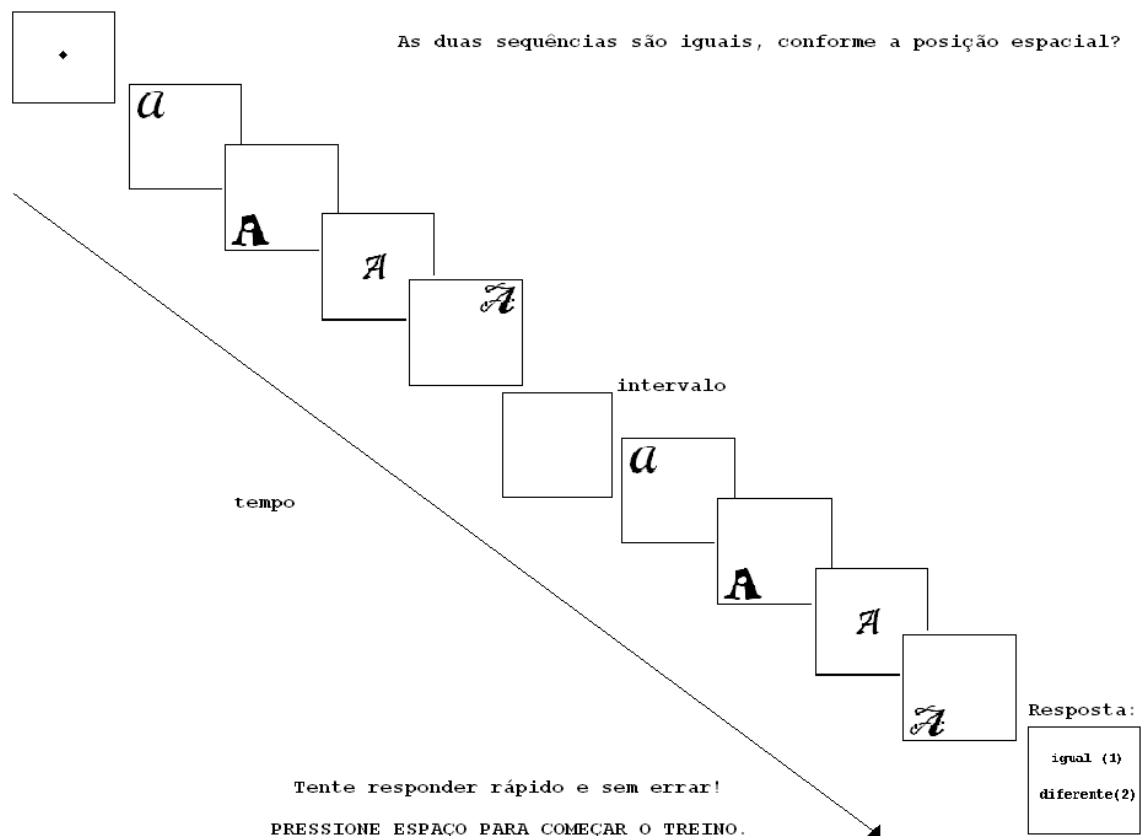 As duas sequências são iguais, conforme a posição espacial?
A
A
A
A
intervalo
A
A
A
A
tempo
Resposta:
igual (1)
diferente(2)
Tente responder rápido e sem errar!
PRESSIONE ESPAÇO PARA COMEÇAR O TREINO.